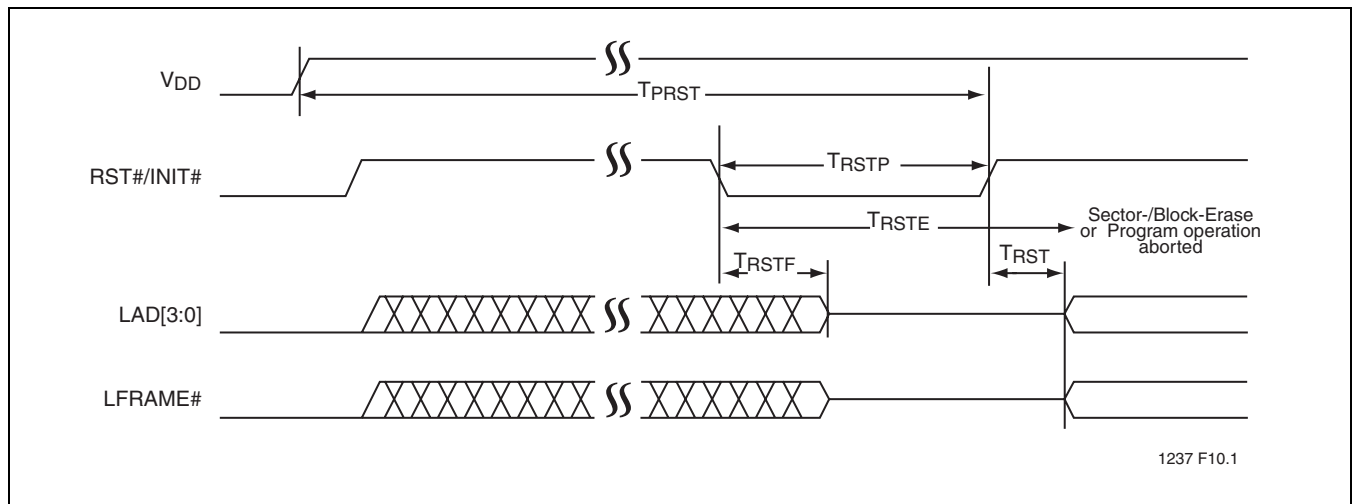 VDD
TPRST
RST#/INIT#
TRSTP
TRSTE
Sector-/Block-Erase
or Program operation
aborted
TRSTF
TRST
LAD[3:0]
LFRAME#
1237 F10.1